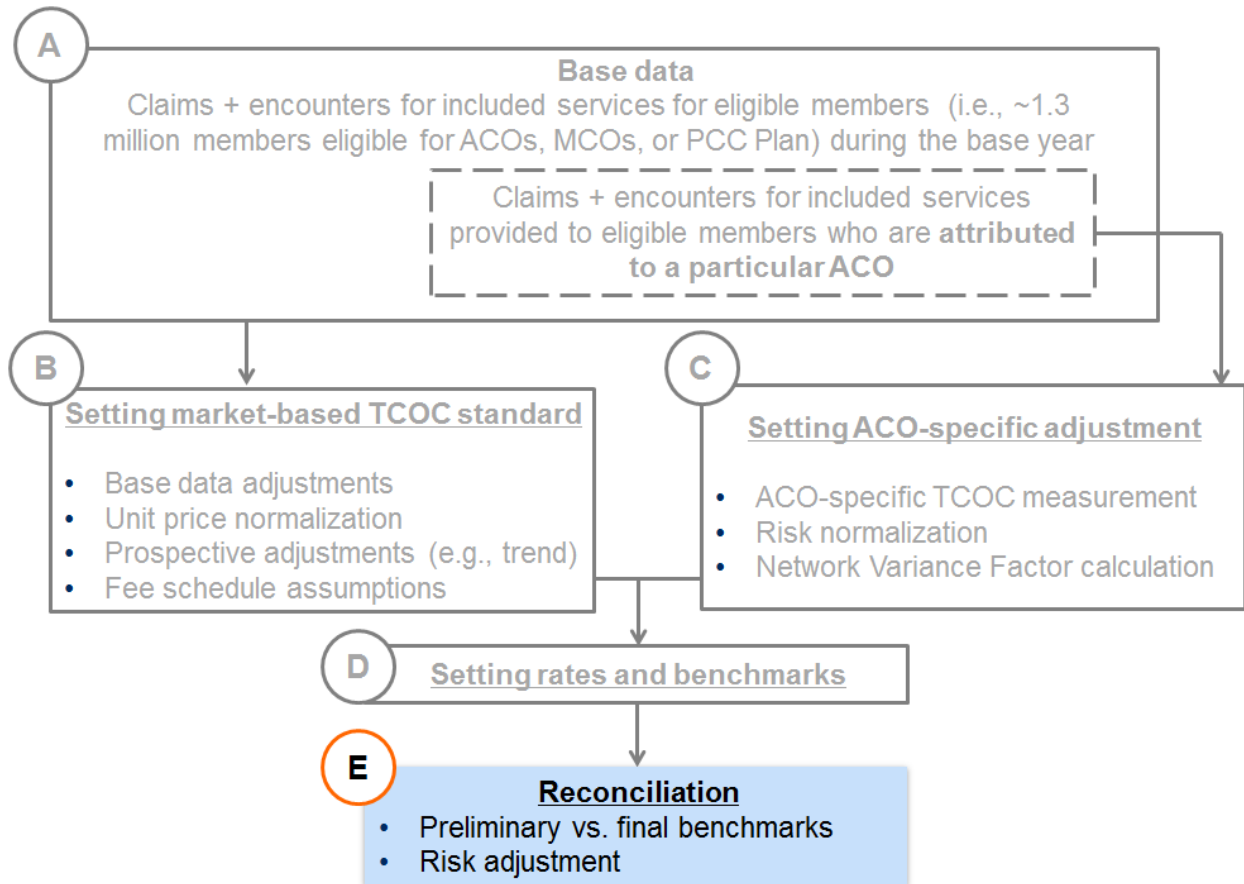 A
Base data
Claims + encounters for included services for eligible members (i.e., ~1.3
million members eligible for ACOs, MCOs, or PCC Plan) during the base year
Claims + encounters for included services
provided to eligible members who are attributed
to a particular ACO
B
Setting market-based TCOC standard
• Base data adjustments
• Unit price normalization
• Prospective adjustments (e.g., trend)
• Fee schedule assumptions
C
Setting ACO-specific adjustment
• ACO-specific TCOC measurement
• Risk normalization
• Network Variance Factor calculation
D
Setting rates and benchmarks
E
Reconciliation
• Preliminary vs. final benchmarks
• Risk adjustment